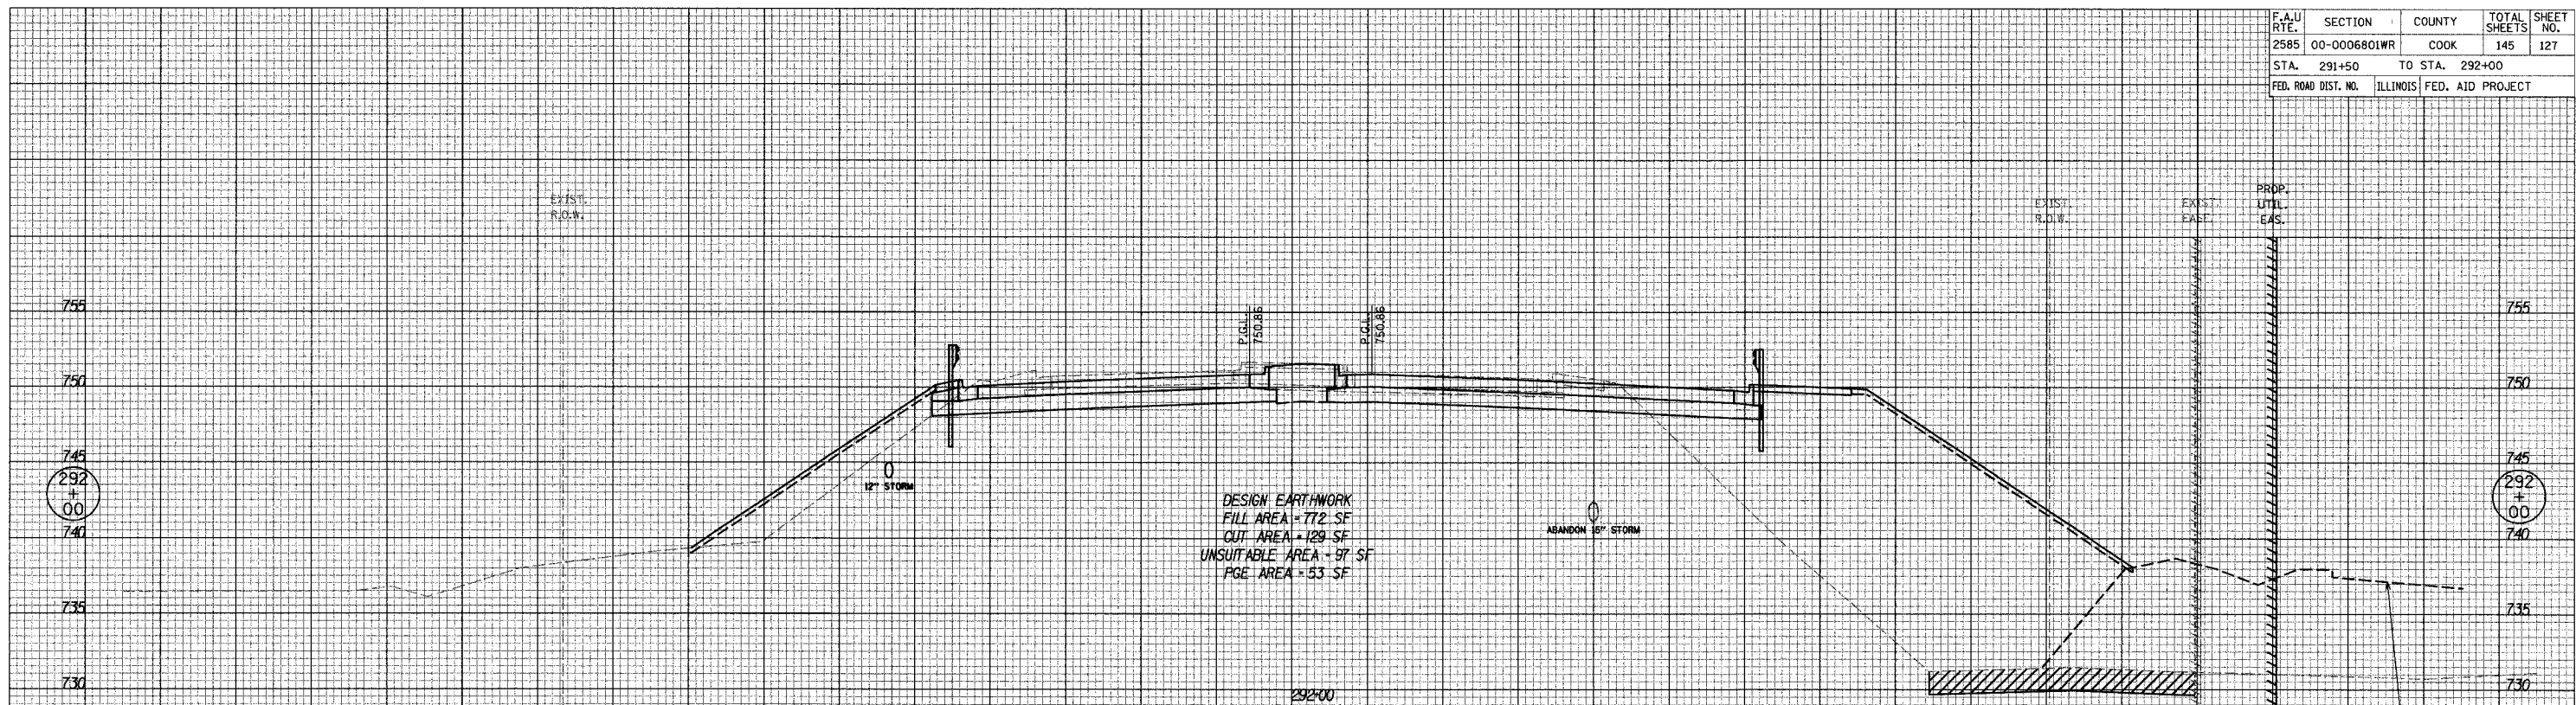 F.A.U RTE. SECTION COUNTY TOTAL SHEETS SHEET NO.
2585 00-0006801WR COOK 145 127
STA. 291+50 TO STA. 292+00
FED. ROAD DIST. NO. ILLINOIS FED. AID PROJECT
EXIST. R.O.W.
EXIST. R.O.W.
EXIST. EASE.
PROP. UTIL. EAS.
755
P.G.L. 750.86
P.G.L. 750.86
755
750
750
745
745
292 + 00
12" STORM
292 + 00
DESIGN EARTHWORK
FILL AREA = 772 SF
CUT AREA = 129 SF
UNSUITABLE AREA = 97 SF
PGE AREA = 53 SF
ABANDON 15" STORM
740
740
735
735
730
292+00
730